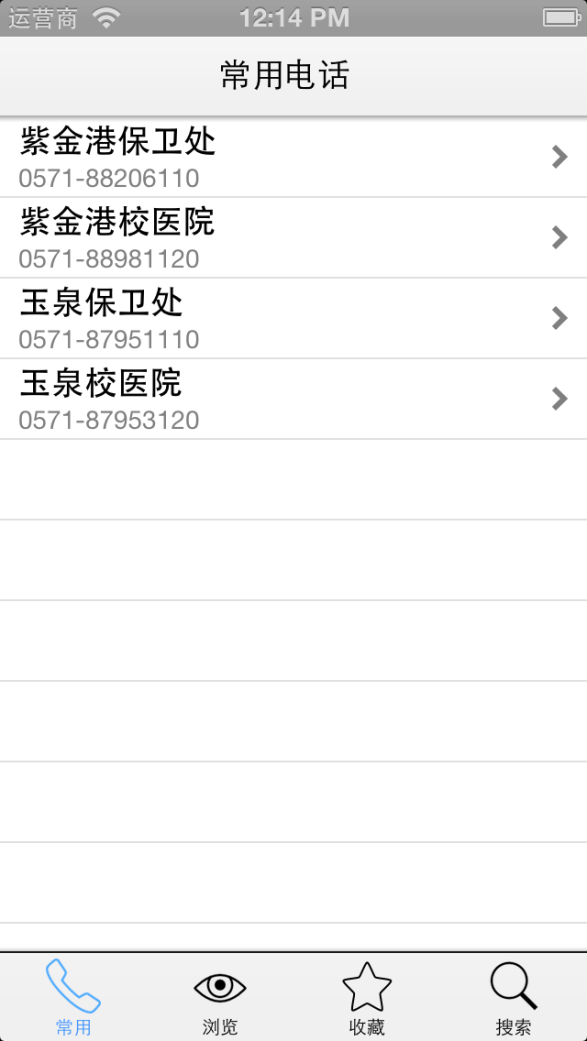 运营商 12:14 PM
常用电话
紫金港保卫处
0571-88206110
紫金港校医院
0571-88981120
玉泉保卫处
0571-87951110
玉泉校医院
0571-87953120
常用 浏览 收藏 搜索